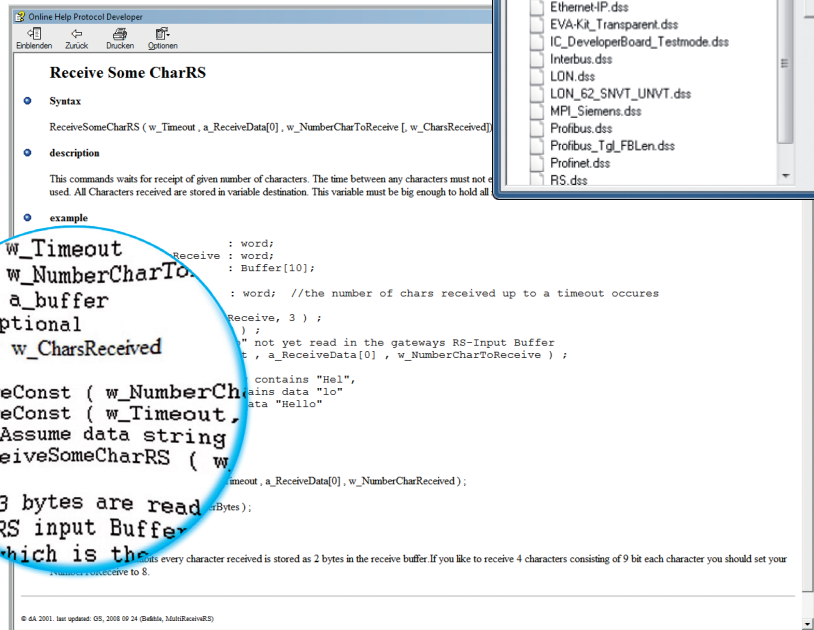 Online Help Protocol Developer
Einblenden Zurück Drucken Optionen
Receive Some CharRS
Syntax
ReceiveSomeCharRS ( w_Timeout , a_ReceiveData[0] , w_NumberCharToReceive [, w_CharsReceived])
description
This commands waits for receipt of given number of characters. The time between any characters must not e
used. All Characters received are stored in variable destination. This variable must be big enough to hold all
example
: word;
Receive : word;
: Buffer[10];
: word; //the number of chars received up to a timeout occures
Receive, 3 ) ;
) ;
" not yet read in the gateways RS-Input Buffer
t , a_ReceiveData[0] , w_NumberCharToReceive ) ;
contains "Hel",
ains data "lo"
ata "Hello"
imeout , a_ReceiveData[0] , w_NumberCharReceived ) ;
erBytes ) ;
bits every character received is stored as 2 bytes in the receive buffer.If you like to receive 4 characters consisting of 9 bit each character you should set your
NumberToReceive to 8.
© dA 2001. last updated: GS, 2008 09 24 (Befehle, MultiReceiveRS)
w_Timeout
w_NumberCharTo
a_buffer
ptional
w_CharsReceived
eConst ( w_NumberCh
eConst ( w_Timeout,
Assume data string
eiveSomeCharRS ( w
3 bytes are read
RS input Buffer
which is the
Ethernet-IP.dss
EVA-Kit_Transparent.dss
IC_DeveloperBoard_Testmode.dss
Interbus.dss
LON.dss
LON_62_SNVT_UNVT.dss
MPI_Siemens.dss
Profibus.dss
Profibus_Tgl_FBLen.dss
Profinet.dss
RS.dss